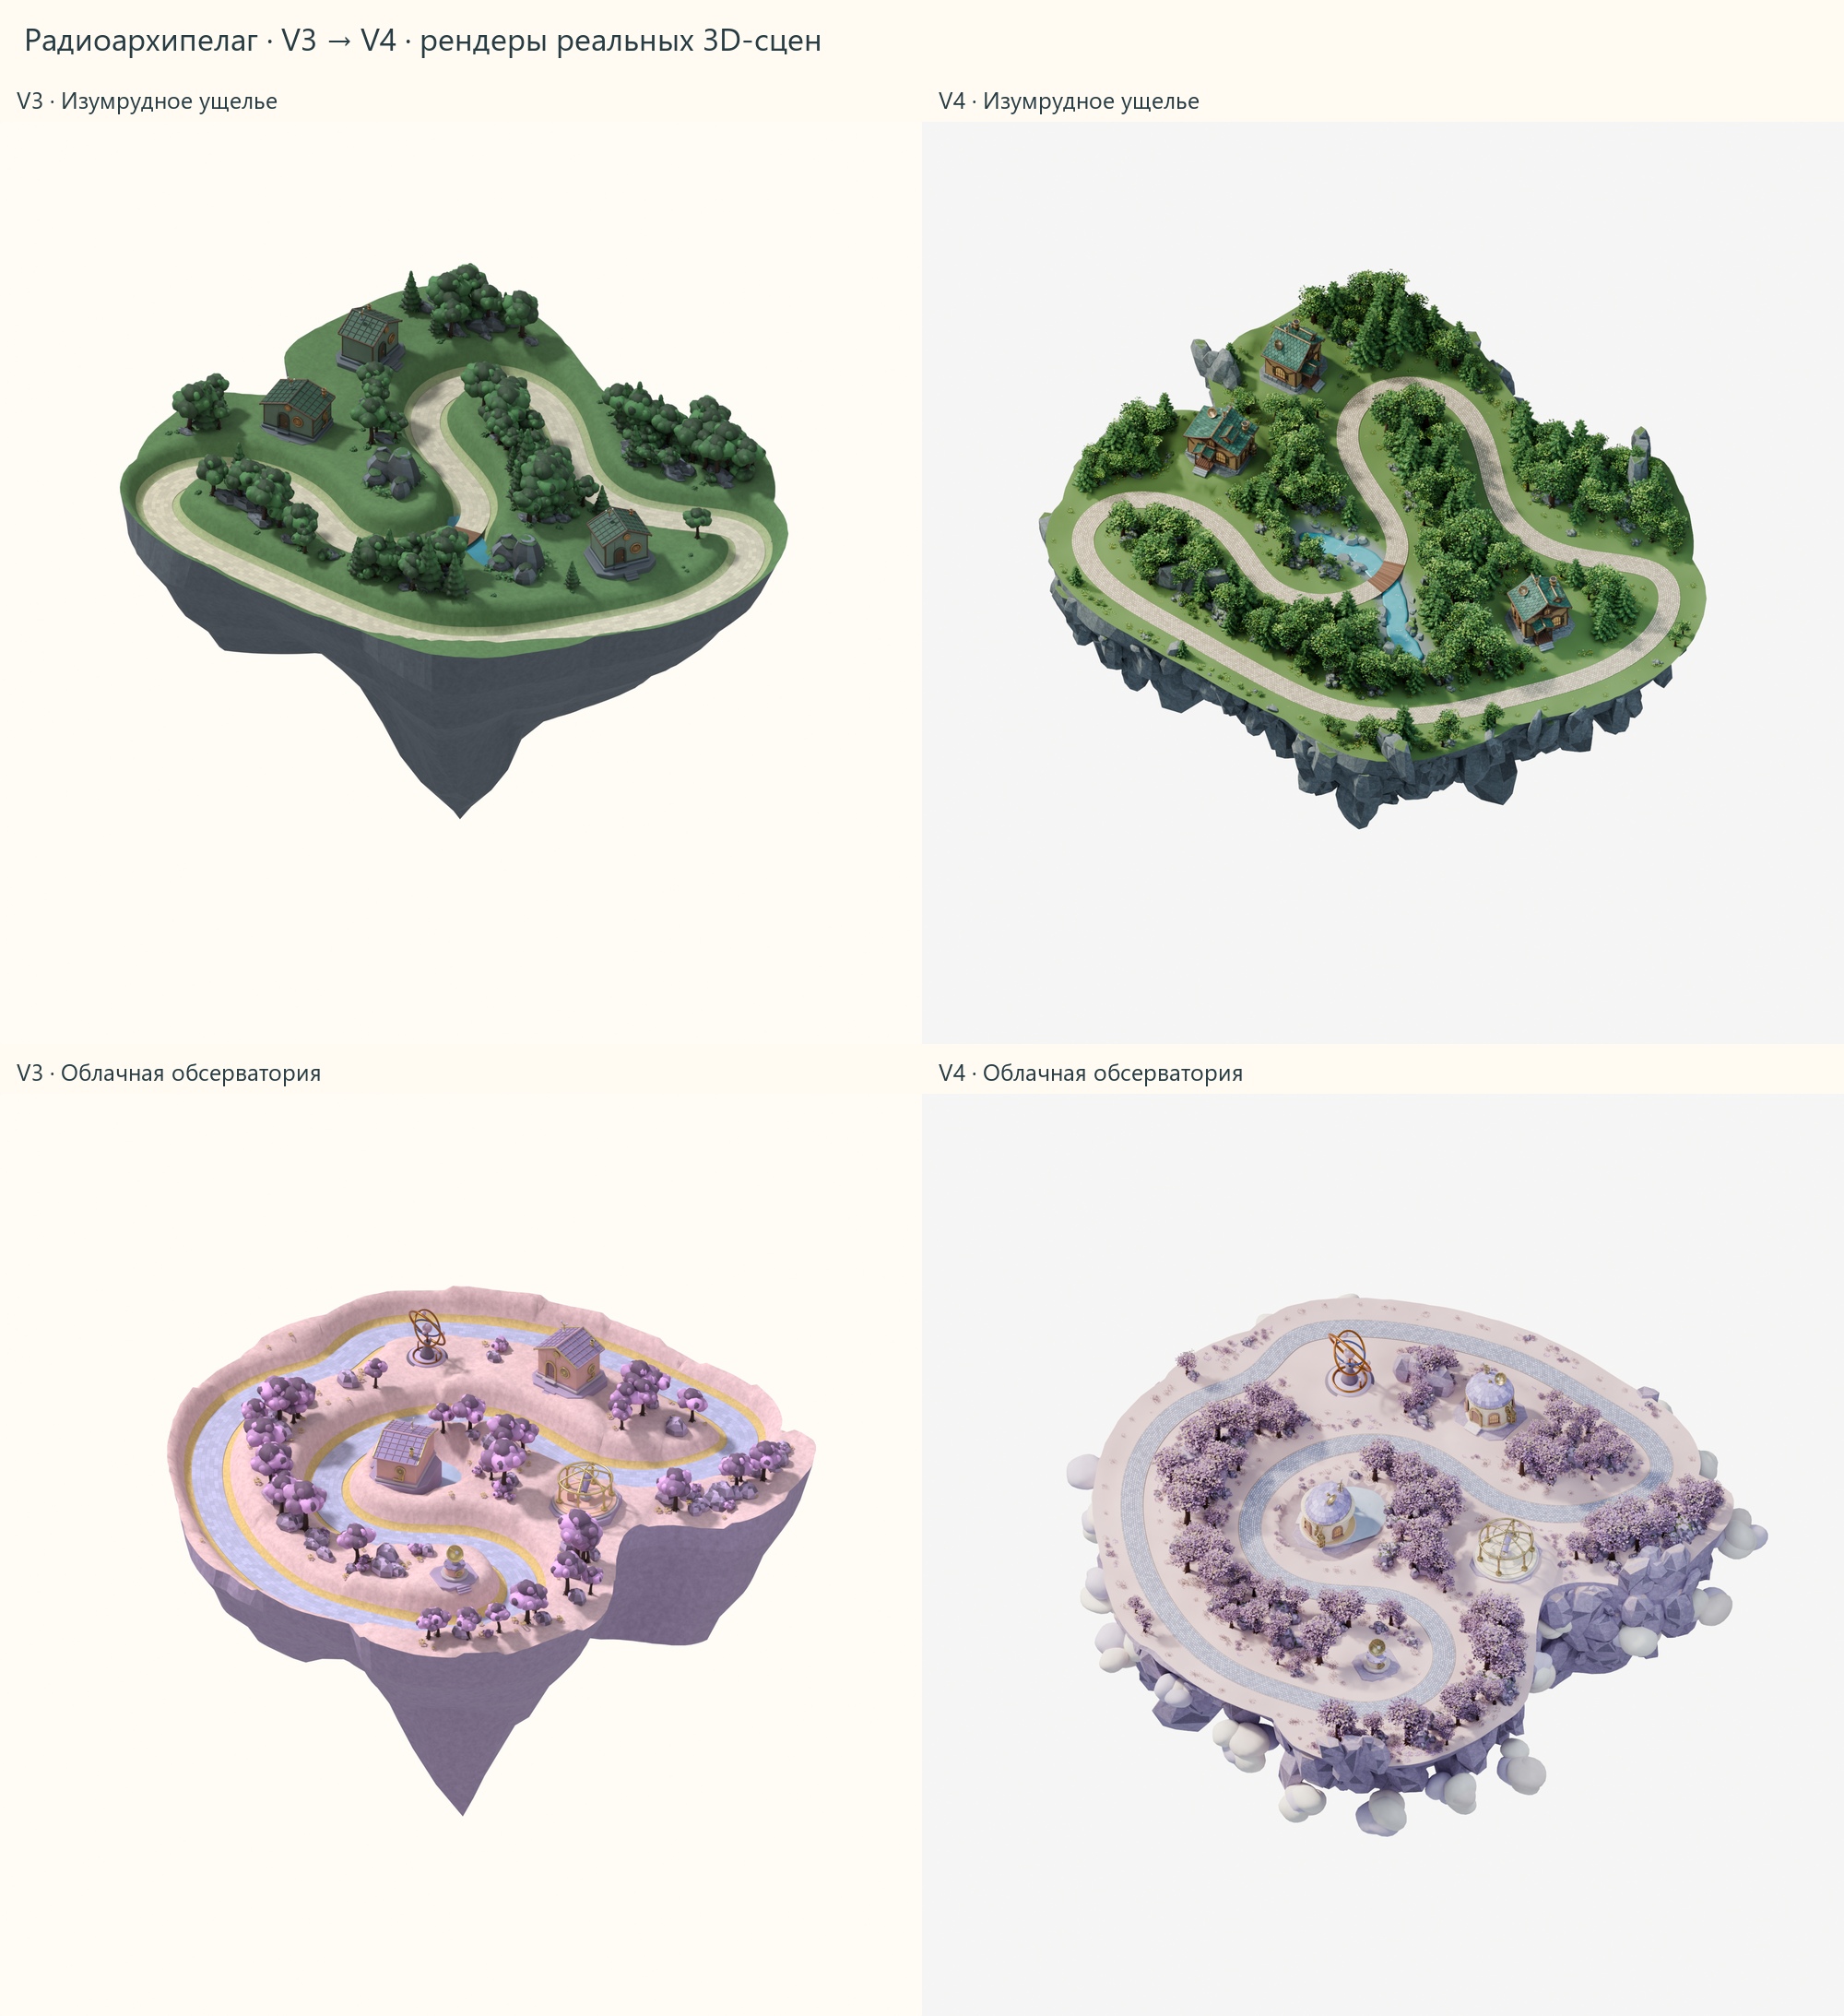 Радиоархипелаг · V3 → V4 · рендеры реальных 3D-сцен
V3 · Изумрудное ущелье
V4 · Изумрудное ущелье
V3 · Облачная обсерватория
V4 · Облачная обсерватория